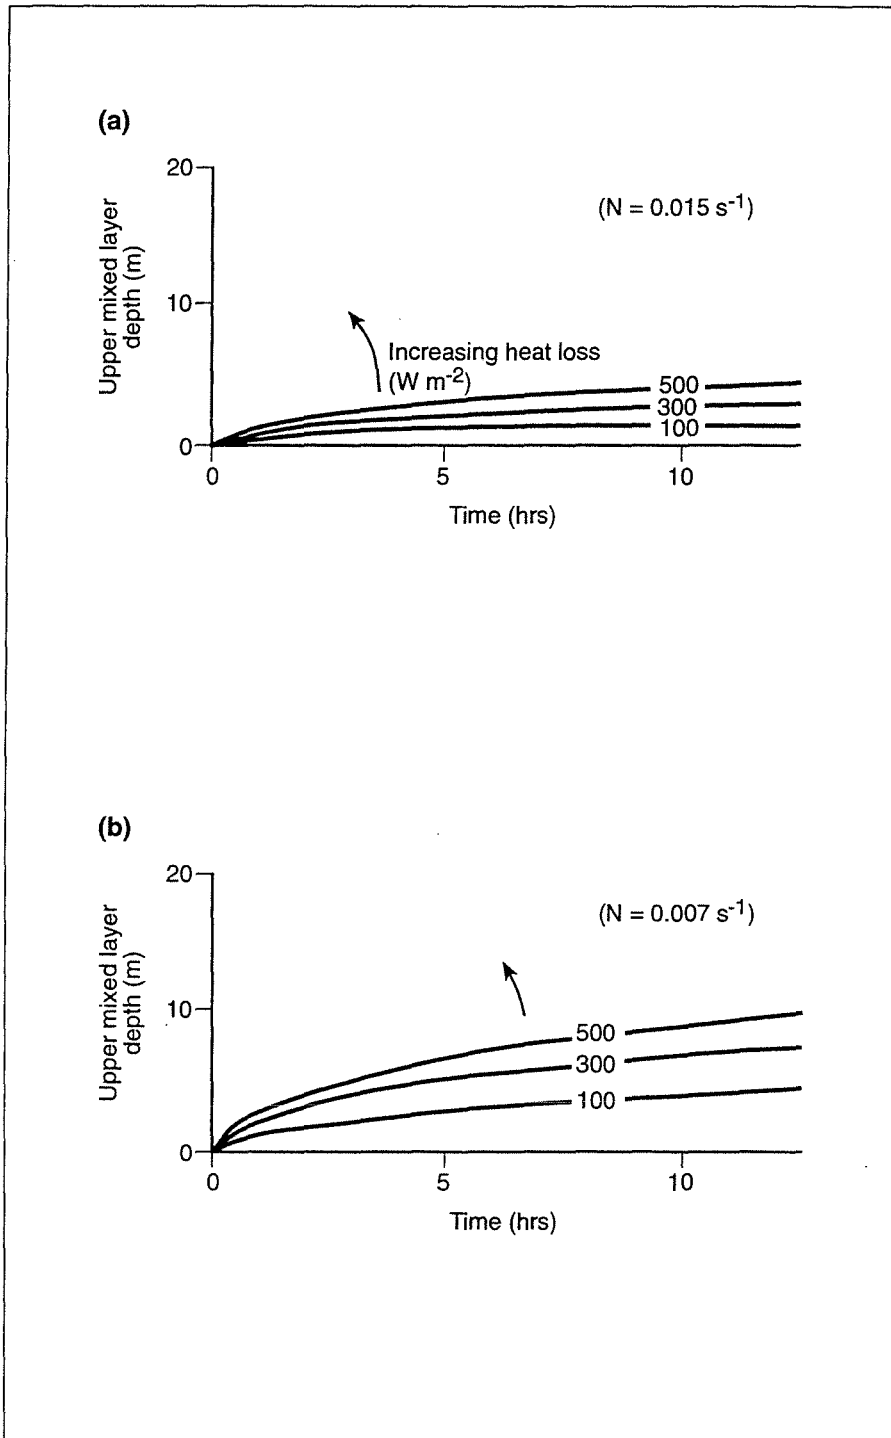 (a)
Upper mixed layer
depth (m)
20
10
0
(N = 0.015 s-1)
Increasing heat loss
(W m-2)
500
300
100
0
5
10
Time (hrs)
(b)
Upper mixed layer
depth (m)
20
10
0
(N = 0.007 s-1)
500
300
100
0
5
10
Time (hrs)